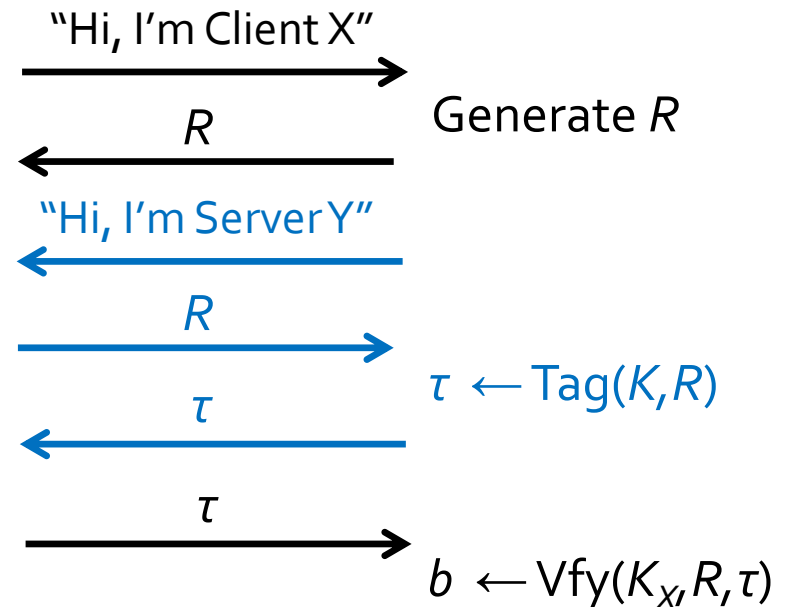 “Hi, I’m Client X”
R
Generate R
“Hi, I’m Server Y”
R
τ ← Tag(K,R)
τ
τ
b ← Vfy(K_X,R,τ)